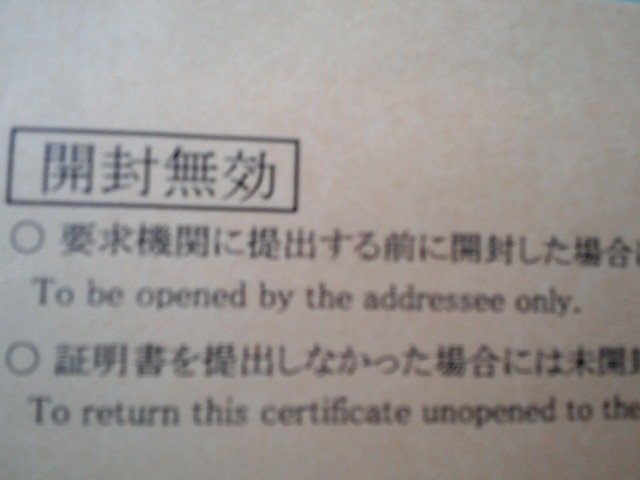 開封無効
○ 要求機関に提出する前に開封した場合に
To be opened by the addressee only.
○ 証明書を提出しなかった場合には未開封
To return this certificate unopened to the